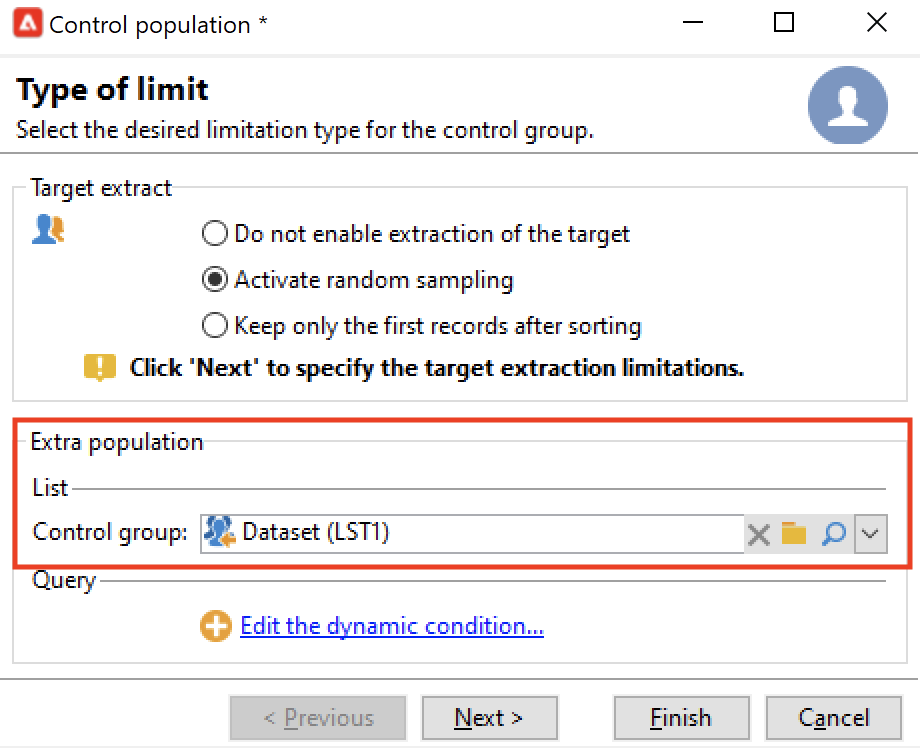 Control population *
Type of limit
Select the desired limitation type for the control group.
Target extract
Do not enable extraction of the target
Activate random sampling
Keep only the first records after sorting
Click 'Next' to specify the target extraction limitations.
Extra population
List
Control group: Dataset (LST1)
Query
Edit the dynamic condition...
< Previous Next > Finish Cancel